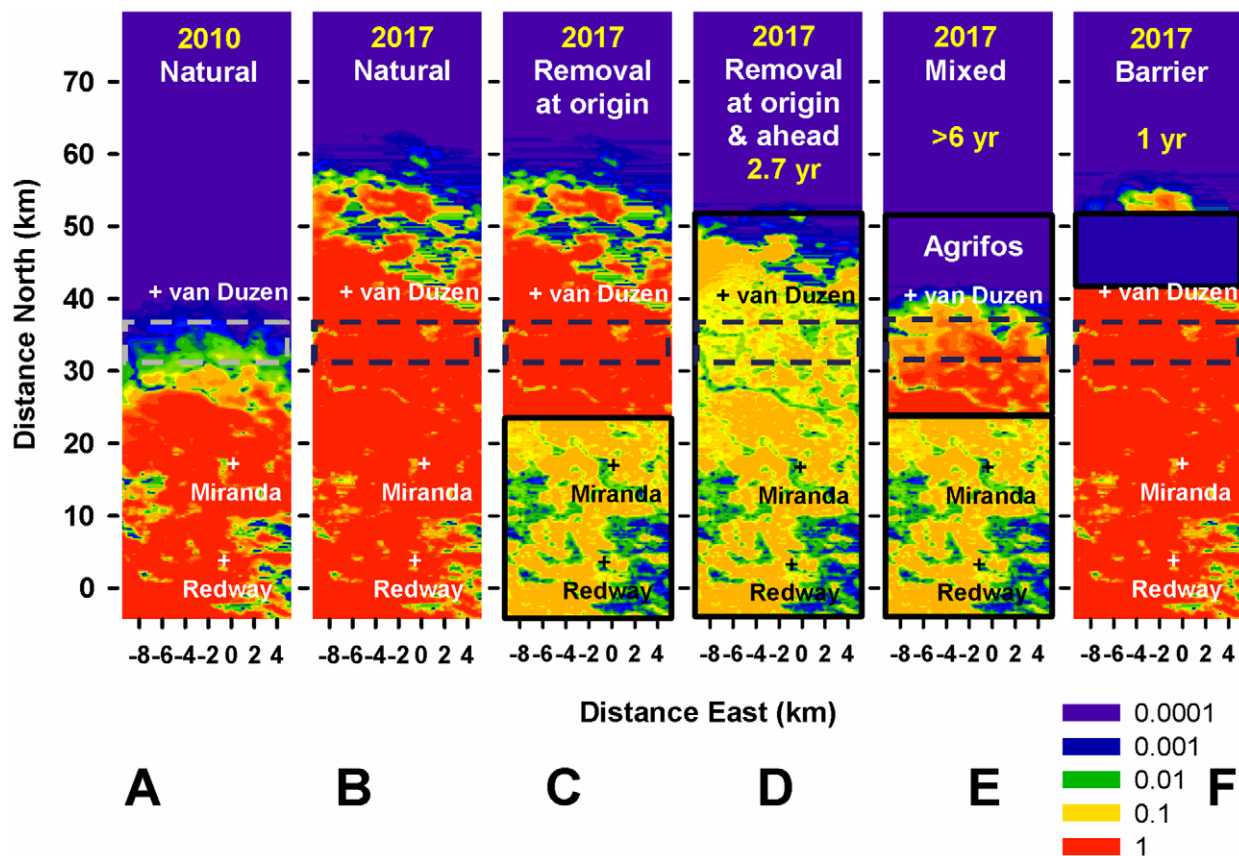 2010
Natural
2017
Natural
2017
Removal
at origin
2017
Removal
at origin
& ahead
2.7 yr
2017
Mixed
>6 yr
2017
Barrier
1 yr
Distance North (km)
70
60
50
40
30
20
10
0
+ van Duzen
+
Miranda
+
Redway
+ van Duzen
+
Miranda
+
Redway
+ van Duzen
+
Miranda
+
Redway
+ van Duzen
+
Miranda
+
Redway
Agrifos
+ van Duzen
+
Miranda
+
Redway
+ van Duzen
+
Miranda
+
Redway
-8 -6 -4 -2 0 2 4
-8 -6 -4 -2 0 2 4
-8 -6 -4 -2 0 2 4
-8 -6 -4 -2 0 2 4
-8 -6 -4 -2 0 2 4
-8 -6 -4 -2 0 2 4
Distance East (km)
A B C D E F
0.0001
0.001
0.01
0.1
1